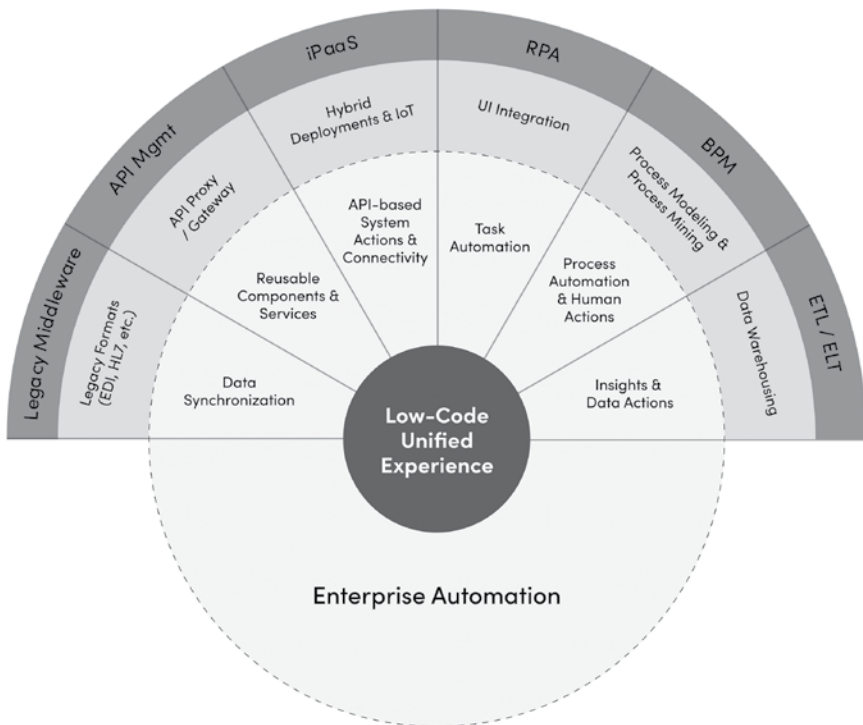 iPaaS
RPA
API Mgmt
BPM
Legacy Middleware
ETL / ELT
Hybrid
Deployments & IoT
UI Integration
API Proxy
/ Gateway
Process Modeling &
Process Mining
Legacy Formats
(EDI, HL7, etc.)
Data Warehousing
API-based
System
Actions &
Connectivity
Task
Automation
Reusable
Components &
Services
Process
Automation
& Human
Actions
Data
Synchronization
Insights &
Data Actions
Low-Code
Unified
Experience
Enterprise Automation